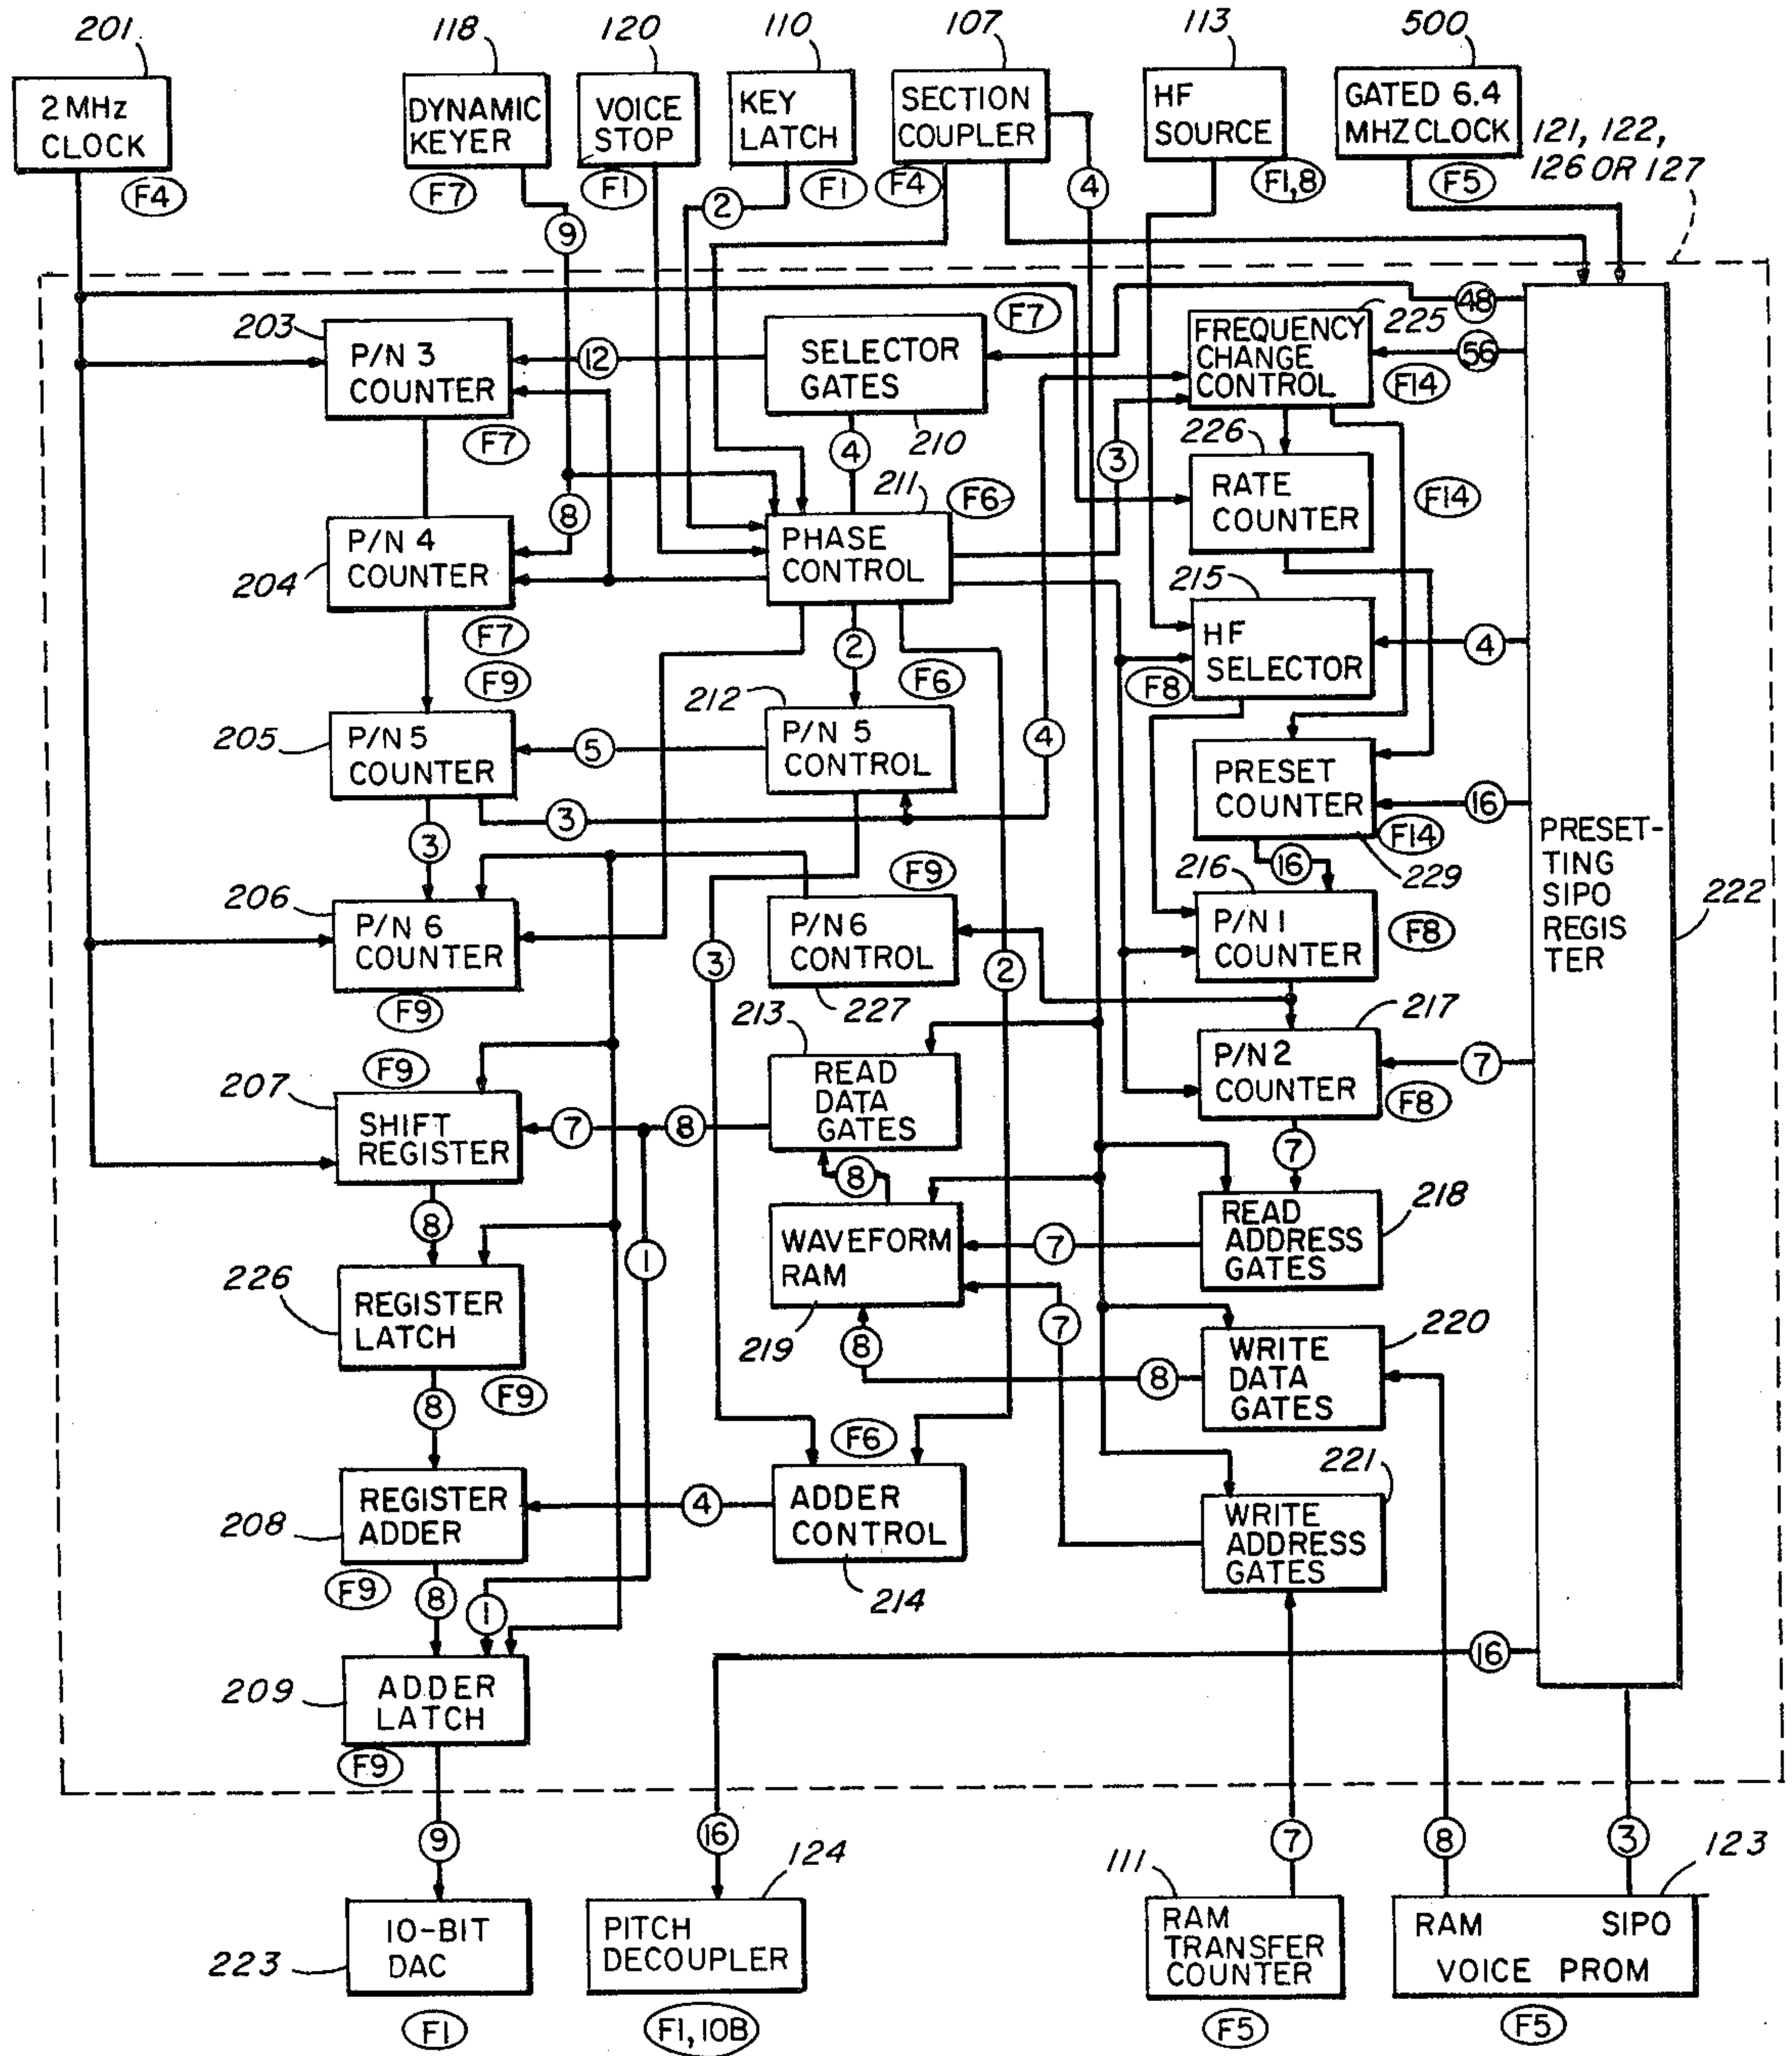 201
118
120
110
107
113
500
2 MHz
CLOCK
DYNAMIC
KEYER
VOICE
STOP
KEY
LATCH
SECTION
COUPLER
HF
SOURCE
GATED 6.4
MHZ CLOCK
121, 122,
126 OR 127
F4
F7
F1
F1
F4
F1,8
F5
2
4
9
203
P/N 3
COUNTER
F7
12
SELECTOR
GATES
F7
210
48
FREQUENCY
CHANGE
CONTROL
225
56
F14
4
8
3
226
RATE
COUNTER
F14
P/N 4
COUNTER
204
F7
211
F6
PHASE
CONTROL
215
HF
SELECTOR
4
F8
F9
2
F6
205
P/N 5
COUNTER
5
212
P/N 5
CONTROL
4
PRESET
COUNTER
16
F14
229
3
3
16
PRESET-
TING
SIPO
REGIS
TER
222
206
P/N 6
COUNTER
F9
F9
P/N 6
CONTROL
227
3
2
216
P/N 1
COUNTER
F8
217
P/N 2
COUNTER
7
F8
213
READ
DATA
GATES
F9
207
SHIFT
REGISTER
7
8
8
7
READ
ADDRESS
GATES
218
8
WAVEFORM
RAM
219
7
7
8
8
1
226
REGISTER
LATCH
F9
WRITE
DATA
GATES
220
8
F6
221
208
REGISTER
ADDER
F9
4
ADDER
CONTROL
214
WRITE
ADDRESS
GATES
8
1
209
ADDER
LATCH
F9
16
9
16
7
8
3
124
111
123
223
10-BIT
DAC
F1
PITCH
DECOUPLER
F1,10B
RAM
TRANSFER
COUNTER
F5
RAM SIPO
VOICE PROM
F5